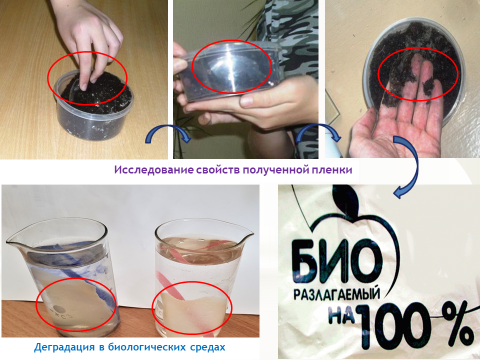 Исследование свойств полученной пленки
БИО
РАЗЛАГАЕМЫЙ
НА 100 %
Деградация в биологических средах